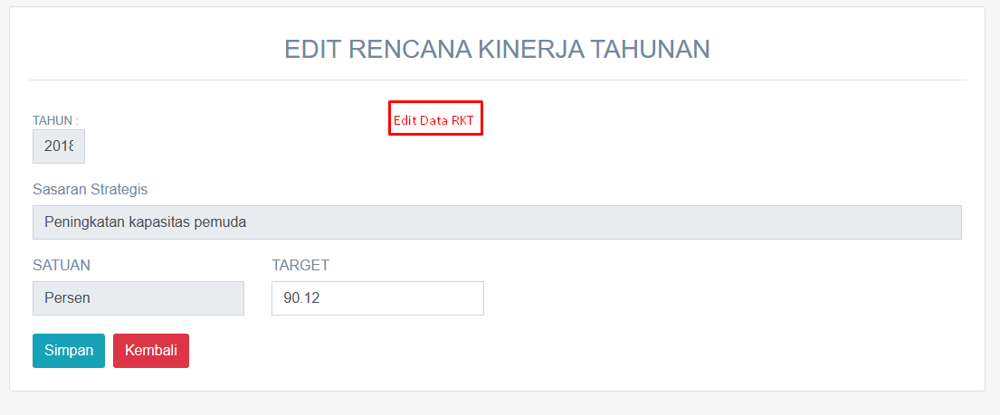 EDIT RENCANA KINERJA TAHUNAN
TAHUN :
Edit Data RKT
2018
Sasaran Strategis
Peningkatan kapasitas pemuda
SATUAN
TARGET
Persen
90.12
Simpan
Kembali